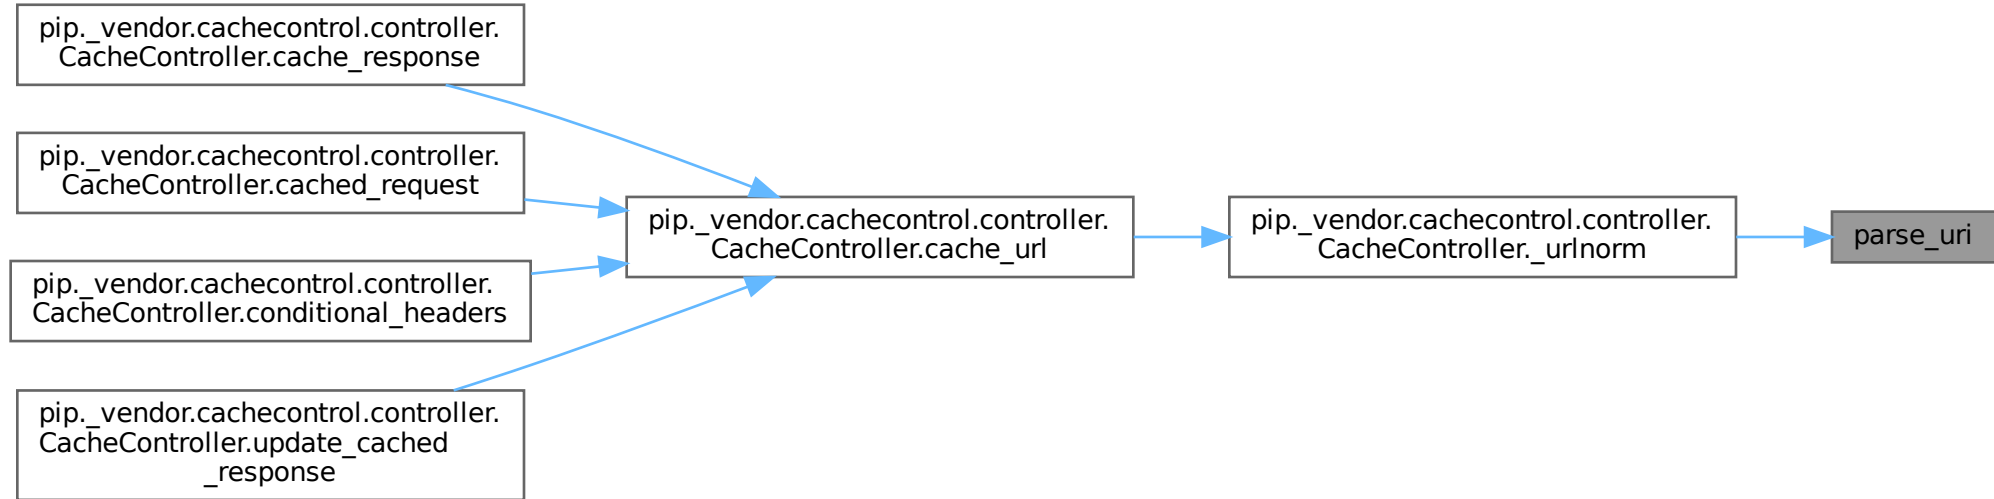 pip._vendor.cachecontrol.controller.
CacheController.cache_response
pip._vendor.cachecontrol.controller.
CacheController.cached_request
pip._vendor.cachecontrol.controller.
CacheController.conditional_headers
pip._vendor.cachecontrol.controller.
CacheController.update_cached
_response
pip._vendor.cachecontrol.controller.
CacheController.cache_url
pip._vendor.cachecontrol.controller.
CacheController._urlnorm
parse_uri